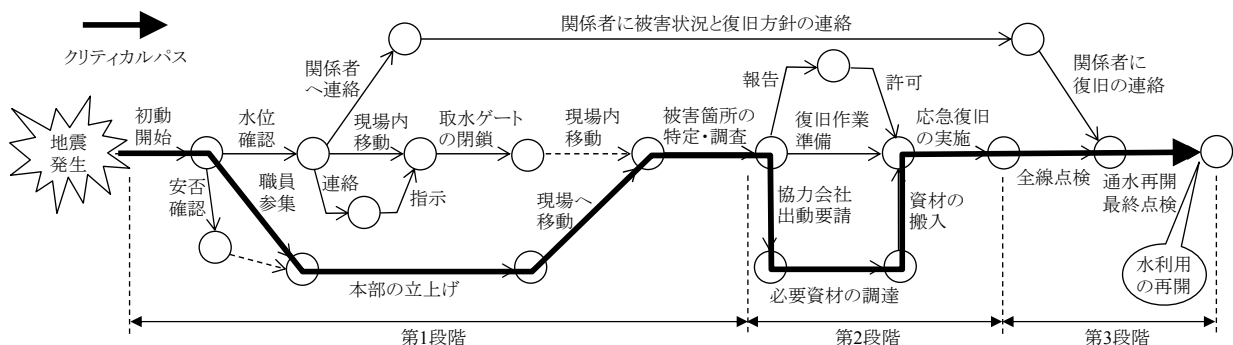 クリティカルパス
地震
発生
初動
開始
水位
確認
安否
確認
職員
参集
関係者
へ連絡
現場内
移動
連絡
指示
取水ゲート
の閉鎖
現場内
移動
本部の立上げ
現場へ
移動
関係者に被害状況と復旧方針の連絡
被害箇所の
特定・調査
報告
許可
復旧作業
準備
協力会社
出動要請
必要資材の調達
資材の
搬入
応急復旧
の実施
全線点検
関係者に
復旧の連絡
通水再開
最終点検
水利用
の再開
第1段階
第2段階
第3段階